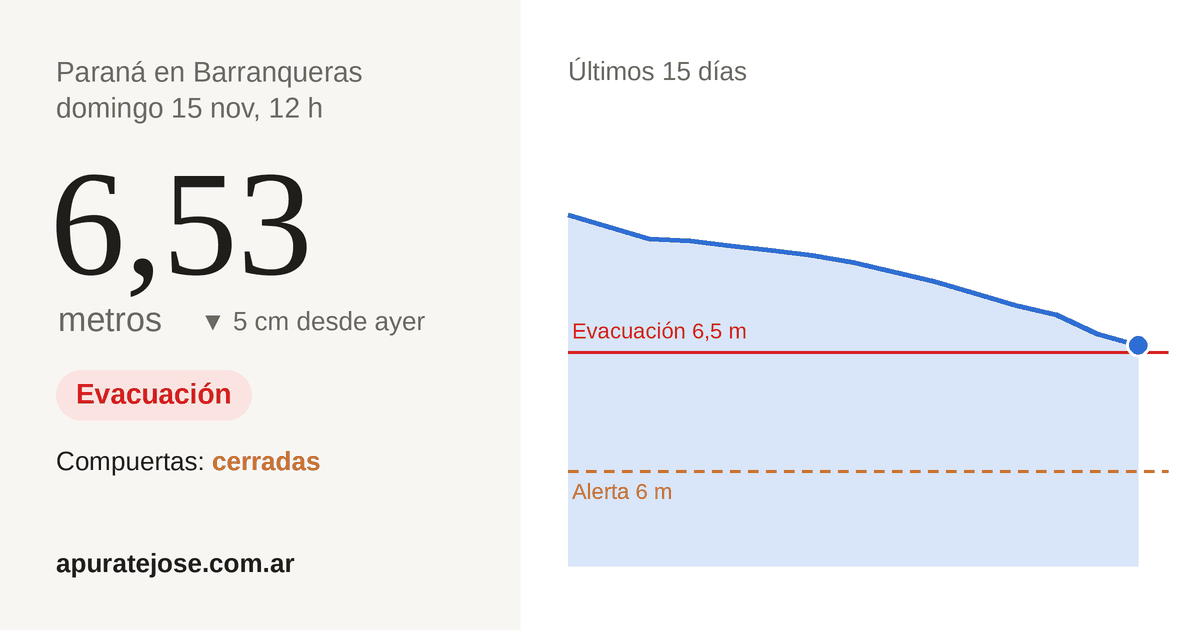 Paraná en Barranqueras
domingo 15 nov, 12 h
6,53
metros ▼ 5 cm desde ayer
Evacuación
Compuertas: cerradas
apuratejose.com.ar
Últimos 15 días
Evacuación 6,5 m
Alerta 6 m